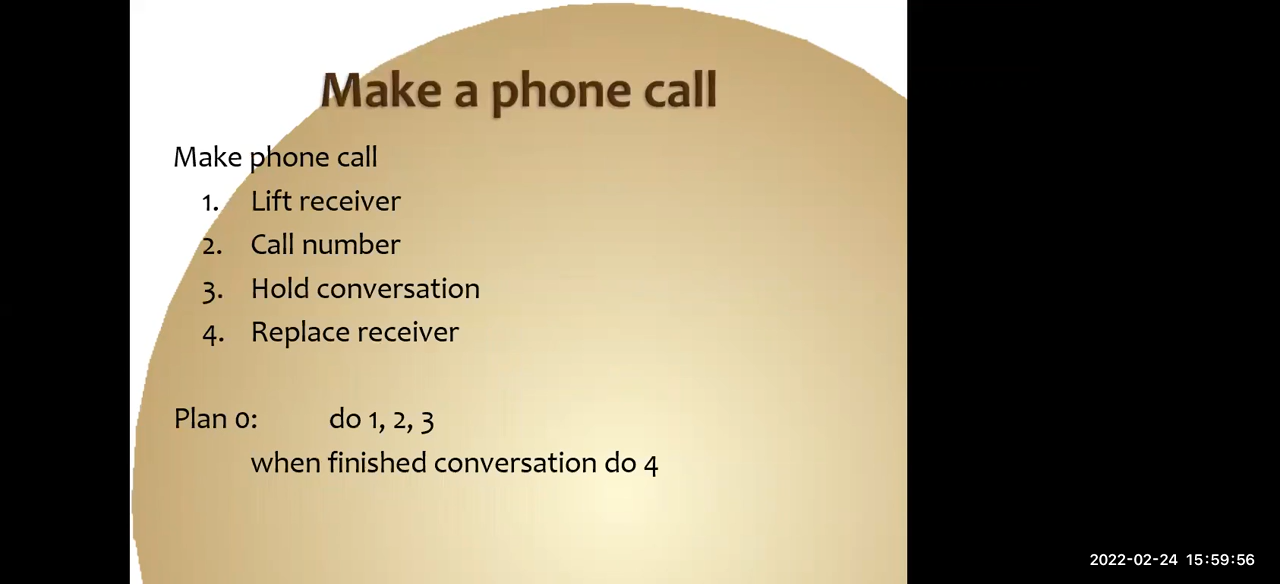 Make a phone call
Make phone call
1. Lift receiver
2. Call number
3. Hold conversation
4. Replace receiver
Plan 0: do 1, 2, 3
when finished conversation do 4
2022-02-24 15:59:56